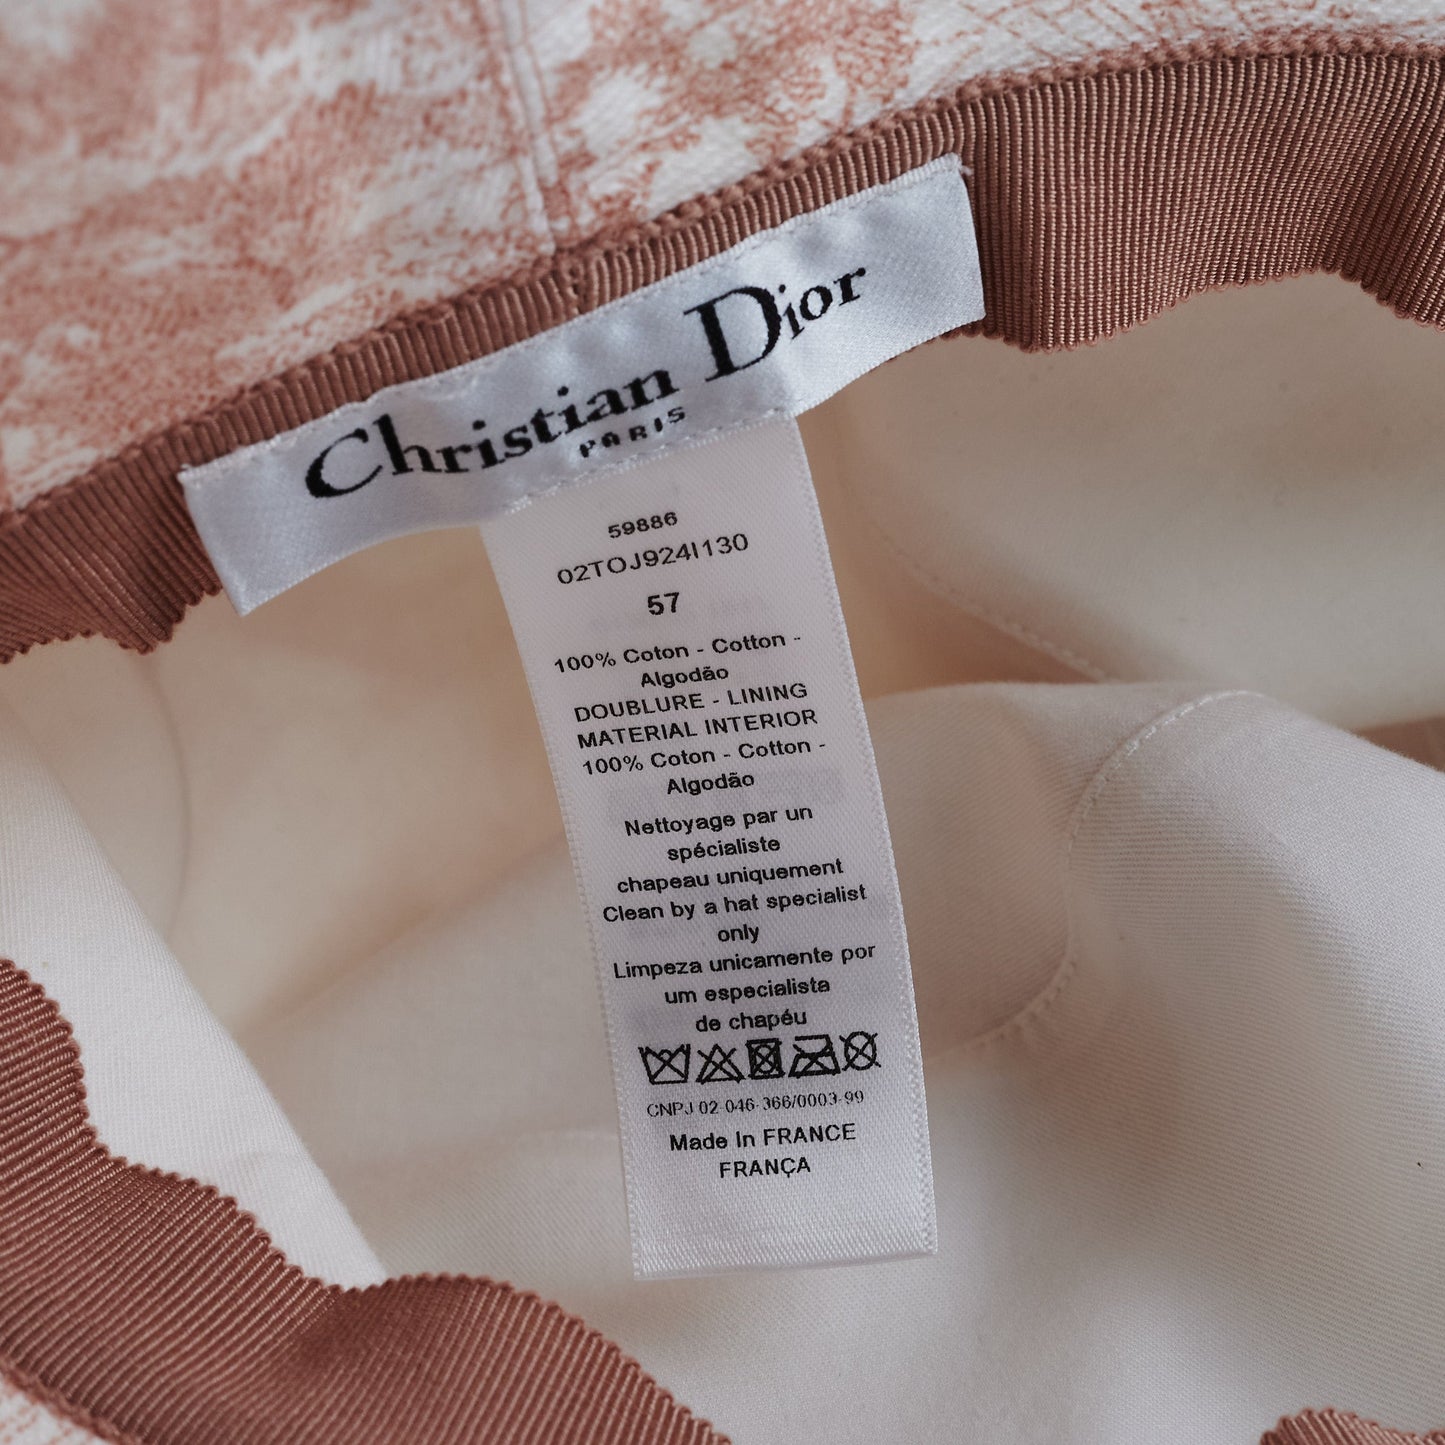 Christian Dior
PARIS
59886
02TOJ924I130
57
100% Coton - Cotton -
Algodão
DOUBLURE - LINING
MATERIAL INTERIOR
100% Coton - Cotton -
Algodão
Nettoyage par un
spécialiste
chapeau uniquement
Clean by a hat specialist
only
Limpeza unicamente por
um especialista
de chapéu
CNPJ 02-046-366/0003-99
Made In FRANCE
FRANÇA